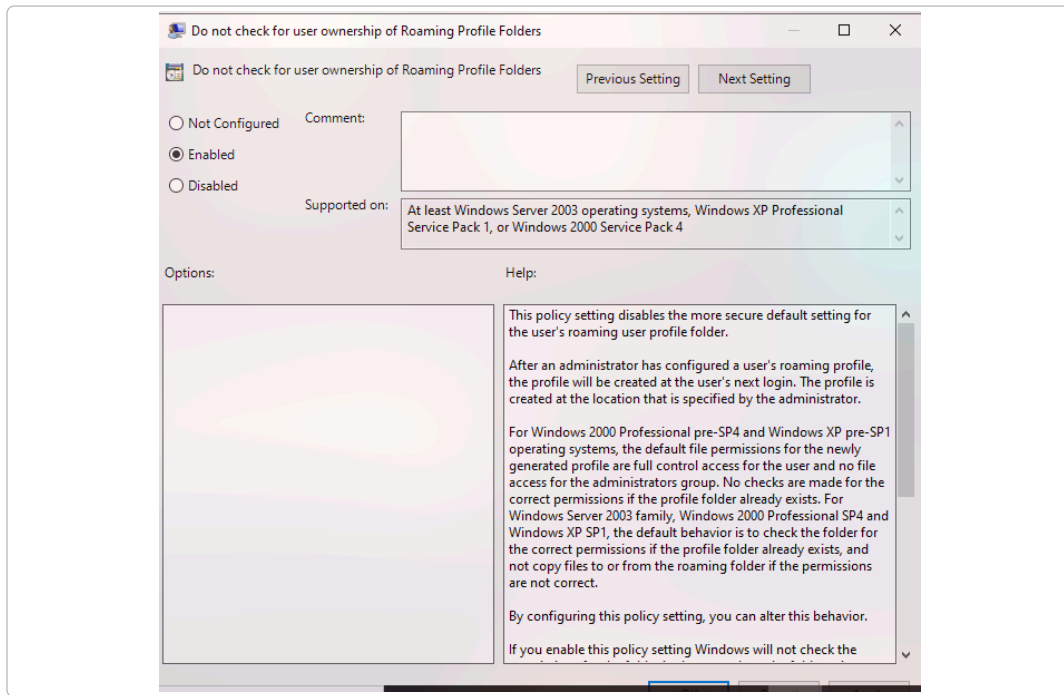 Do not check for user ownership of Roaming Profile Folders
Do not check for user ownership of Roaming Profile Folders
Previous Setting
Next Setting
Not Configured
Comment:
Enabled
Disabled
Supported on:
At least Windows Server 2003 operating systems, Windows XP Professional
Service Pack 1, or Windows 2000 Service Pack 4
Options:
Help:
This policy setting disables the more secure default setting for
the user's roaming user profile folder.
After an administrator has configured a user's roaming profile,
the profile will be created at the user's next login. The profile is
created at the location that is specified by the administrator.
For Windows 2000 Professional pre-SP4 and Windows XP pre-SP1
operating systems, the default file permissions for the newly
generated profile are full control access for the user and no file
access for the administrators group. No checks are made for the
correct permissions if the profile folder already exists. For
Windows Server 2003 family, Windows 2000 Professional SP4 and
Windows XP SP1, the default behavior is to check the folder for
the correct permissions if the profile folder already exists, and
not copy files to or from the roaming folder if the permissions
are not correct.
By configuring this policy setting, you can alter this behavior.
If you enable this policy setting Windows will not check the